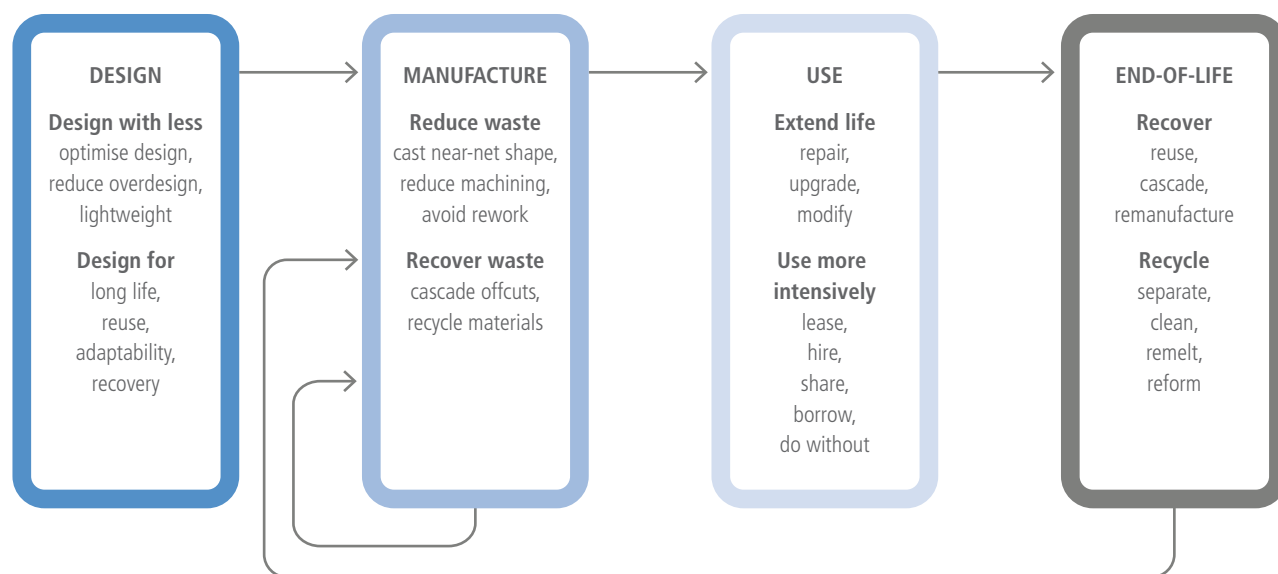 DESIGN
Design with less
optimise design,
reduce overdesign,
lightweight
Design for
long life,
reuse,
adaptability,
recovery
MANUFACTURE
Reduce waste
cast near-net shape,
reduce machining,
avoid rework
Recover waste
cascade offcuts,
recycle materials
USE
Extend life
repair,
upgrade,
modify
Use more
intensively
lease,
hire,
share,
borrow,
do without
END-OF-LIFE
Recover
reuse,
cascade,
remanufacture
Recycle
separate,
clean,
remelt,
reform